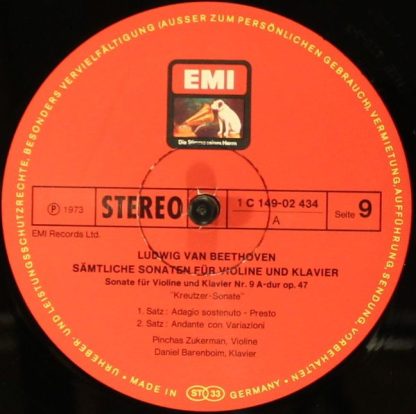 URHEBER- UND LEISTUNGSSCHUTZRECHTE, BESONDERS VERVIELFÄLTIGUNG (AUSSER ZUM PERSÖNLICHEN GEBRAUCH), VERMIETUNG, AUFFÜHRUNG, SENDUNG VORBEHALTEN
EMI
Die Stimme seines Herrn
Ⓟ 1973
STEREO
1 C 149-02 434
A
Seite 9
EMI Records Ltd.
LUDWIG VAN BEETHOVEN
SÄMTLICHE SONATEN FÜR VIOLINE UND KLAVIER
Sonate für Violine und Klavier Nr. 9 A-dur op. 47
"Kreutzer-Sonate"
1. Satz: Adagio sostenuto - Presto
2. Satz: Andante con Variazioni
Pinchas Zukerman, Violine
Daniel Barenboim, Klavier
• MADE IN ST 33 GERMANY •